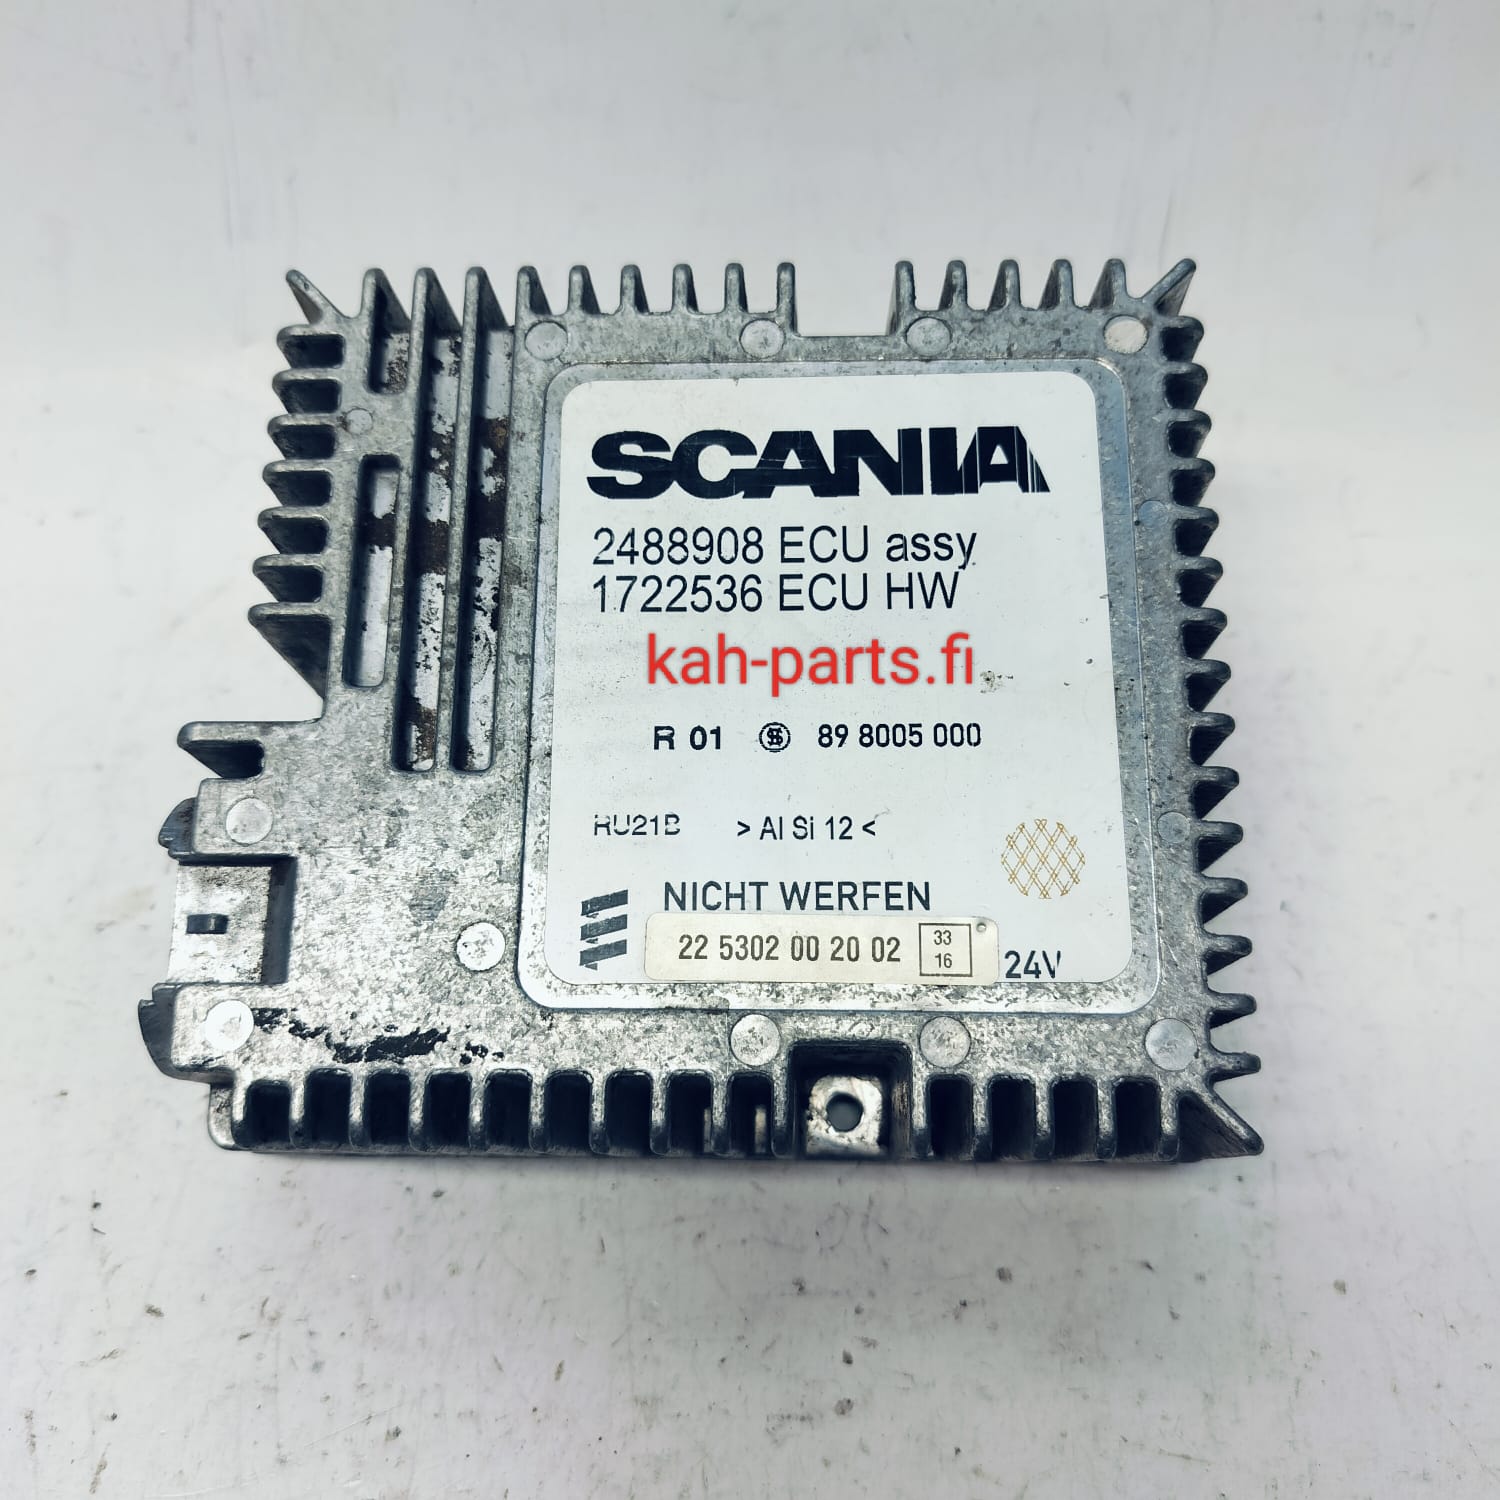 SCANIA
2488908 ECU assy
1722536 ECU HW
kah-parts.fi
R 01 89 8005 000
RU21B > Al Si 12 <
NICHT WERFEN
22 5302 00 20 02 33 16
24V